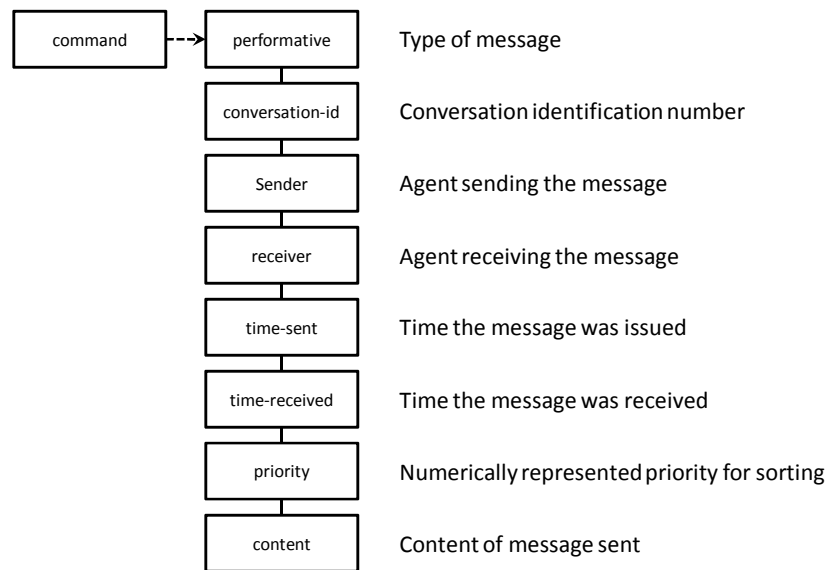 command performative Type of message
conversation-id Conversation identification number
Sender Agent sending the message
receiver Agent receiving the message
time-sent Time the message was issued
time-received Time the message was received
priority Numerically represented priority for sorting
content Content of message sent